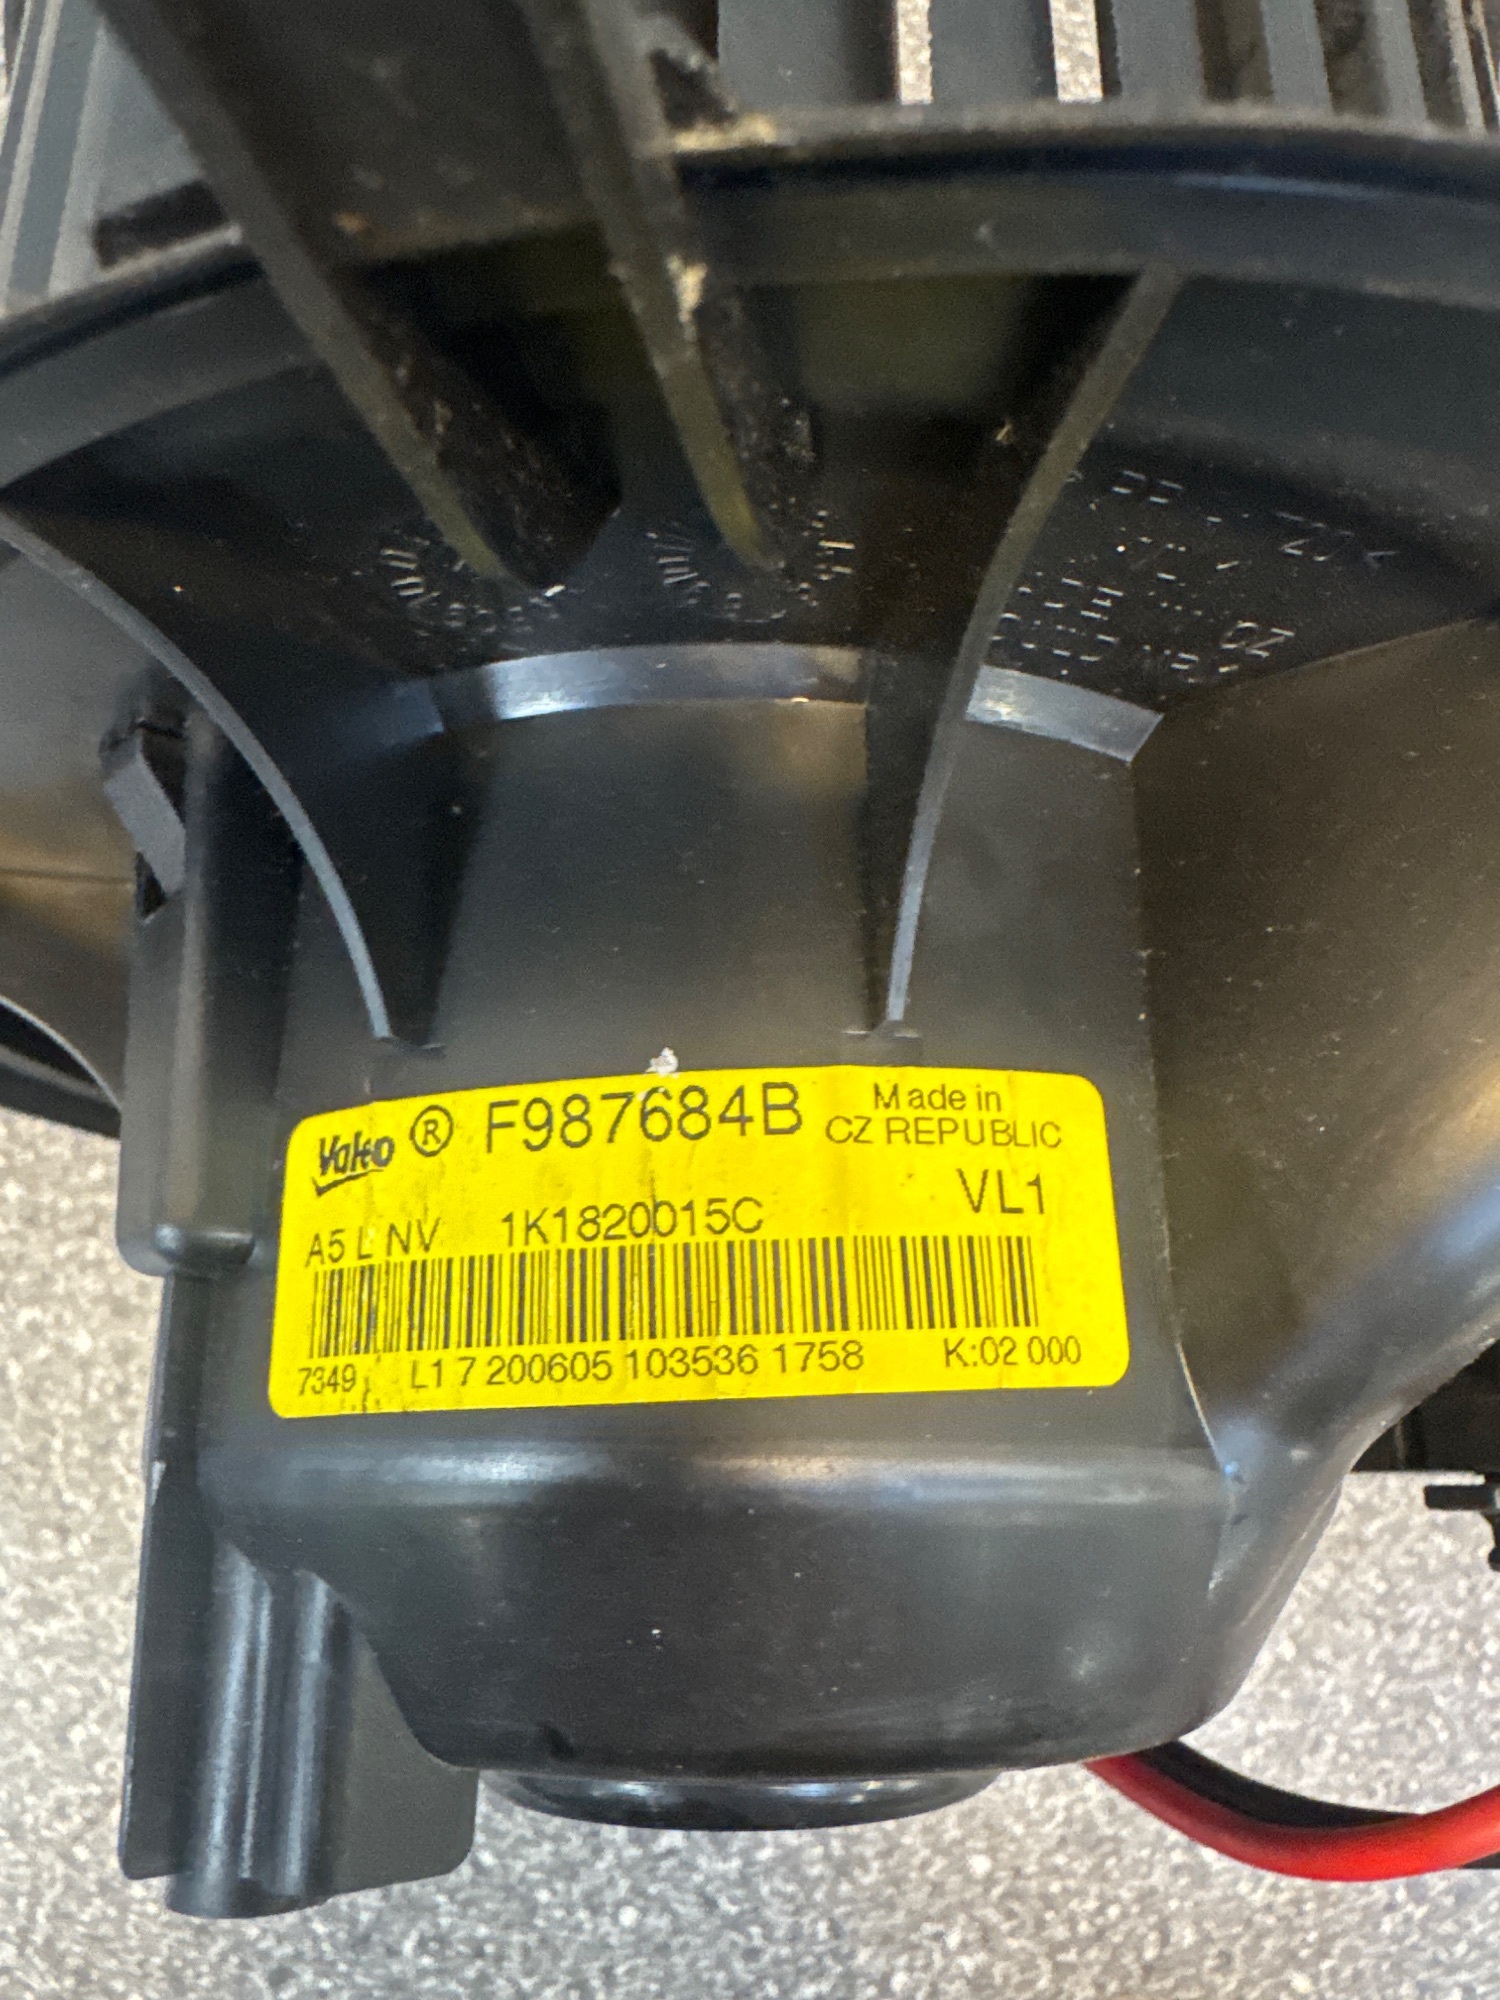 Valeo ® F987684B Made in
CZ REPUBLIC
VL1
A5 L NV 1K1820015C
7349 L1 7 200605 103536 1758 K:02 000